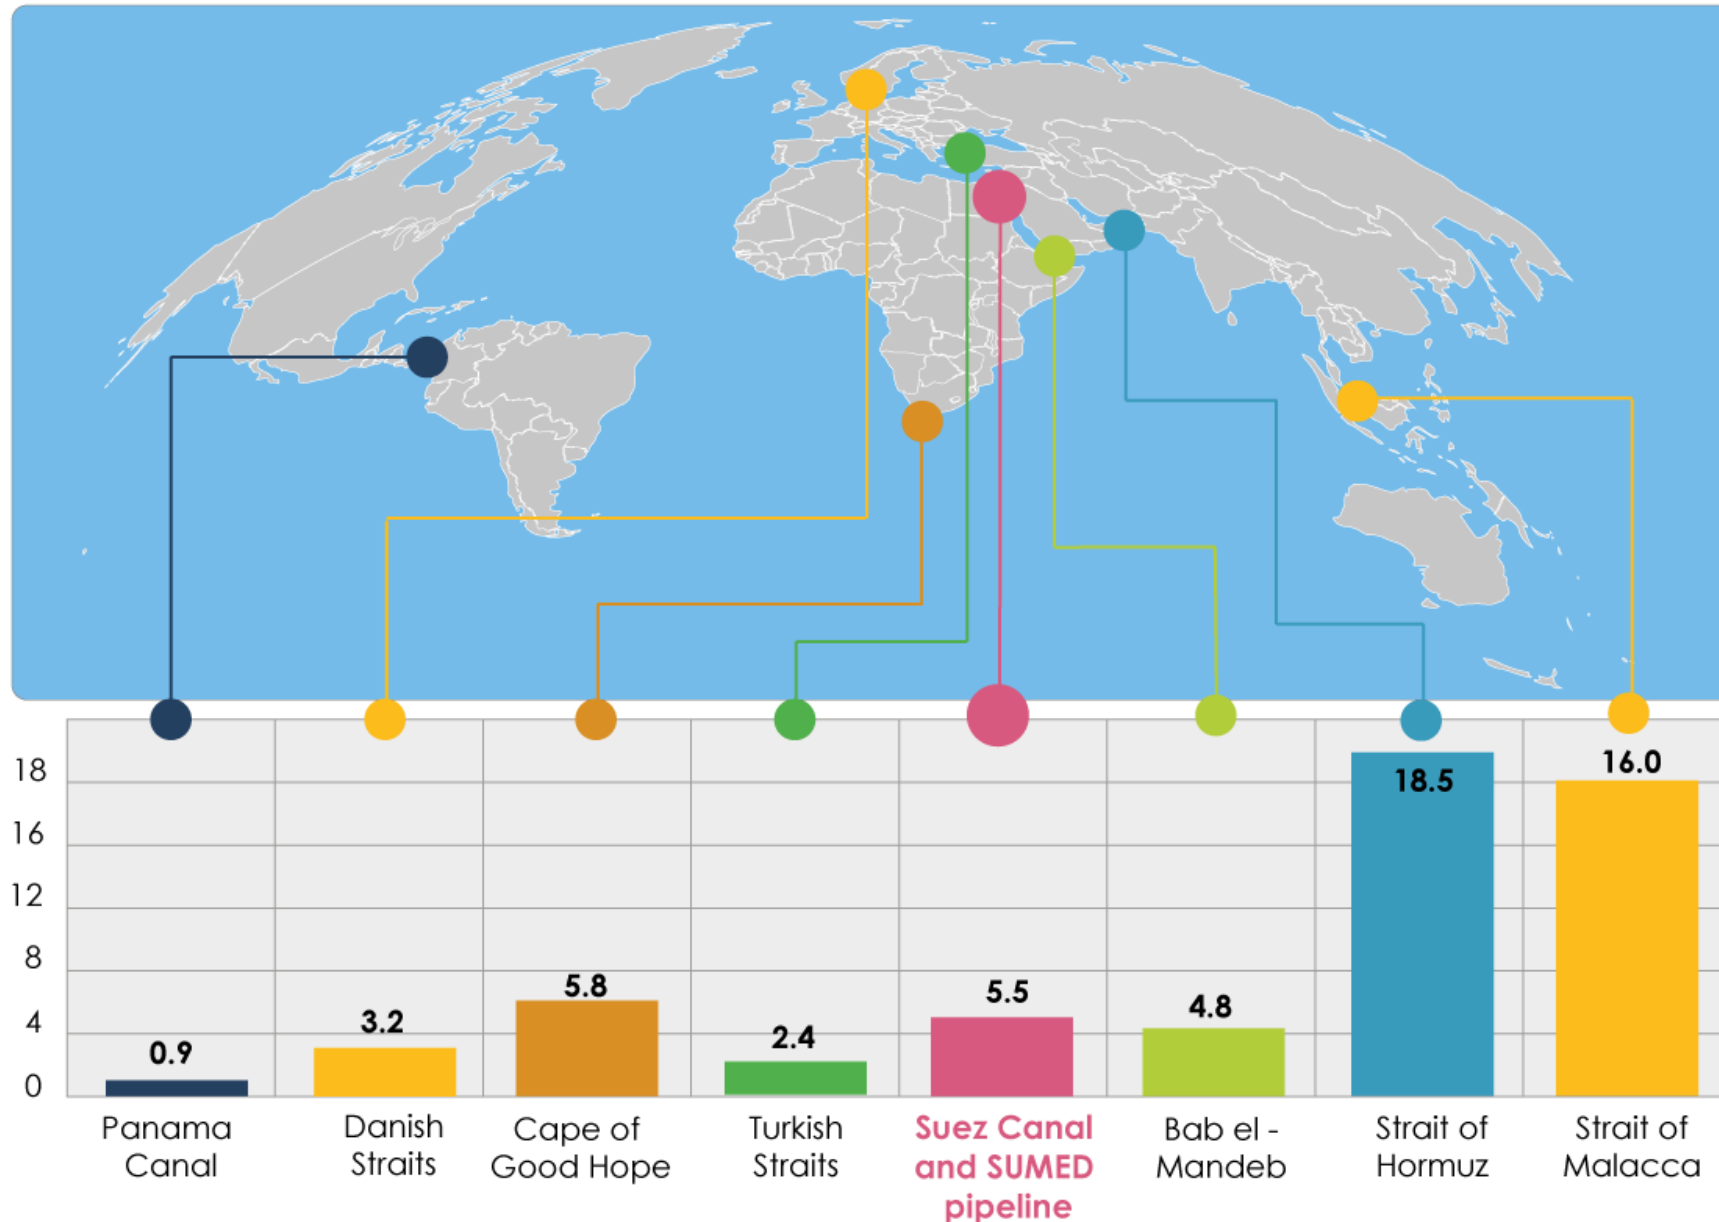 18
16
12
8
4
0
0.9
3.2
5.8
2.4
5.5
4.8
18.5
16.0
Panama
Canal
Danish
Straits
Cape of
Good Hope
Turkish
Straits
Suez Canal
and SUMED
pipeline
Bab el -
Mandeb
Strait of
Hormuz
Strait of
Malacca